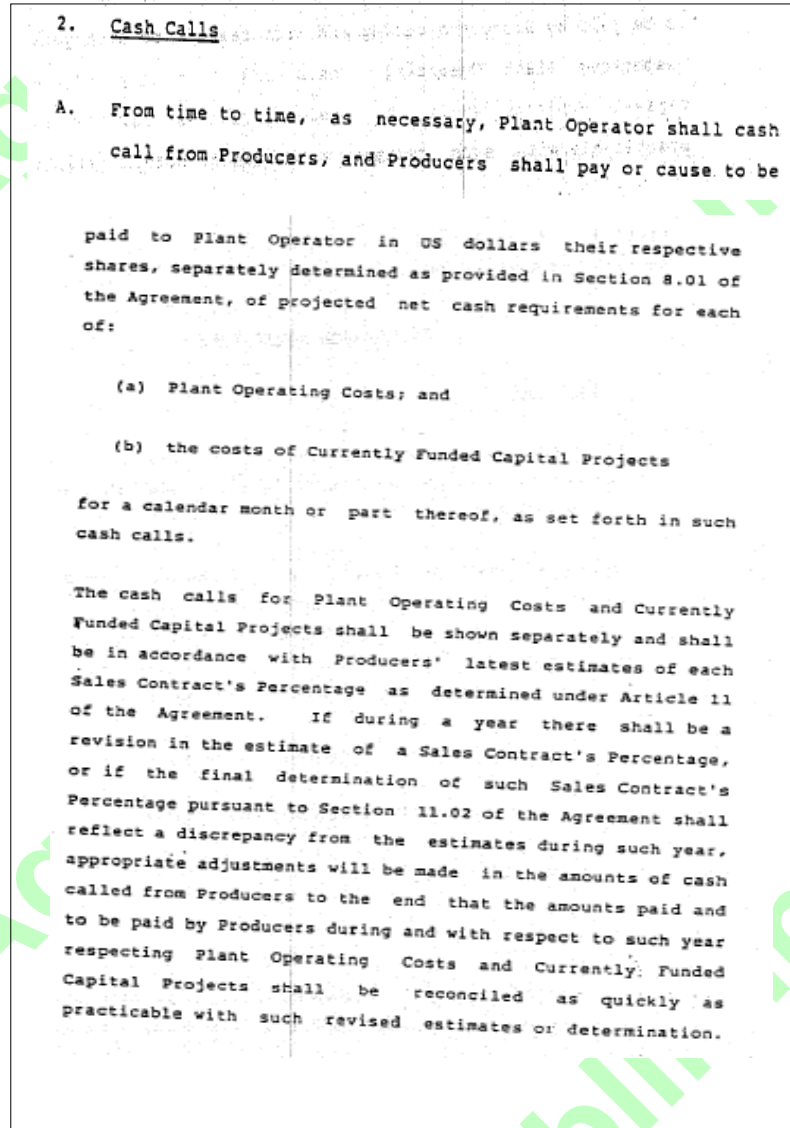 2. Cash Calls
A. From time to time, as necessary, Plant Operator shall cash
call from Producers, and Producers shall pay or cause to be
paid to Plant Operator in US dollars their respective
shares, separately determined as provided in Section 8.01 of
the Agreement, of projected net cash requirements for each
of:
(a) Plant Operating Costs; and
(b) the costs of Currently Funded Capital Projects
for a calendar month or part thereof, as set forth in such
cash calls.
The cash calls for Plant Operating Costs and Currently
Funded Capital Projects shall be shown separately and shall
be in accordance with Producers' latest estimates of each
Sales Contract's Percentage as determined under Article 11
of the Agreement. If during a year there shall be a
revision in the estimate of a Sales Contract's Percentage,
or if the final determination of such Sales Contract's
Percentage pursuant to Section 11.02 of the Agreement shall
reflect a discrepancy from the estimates during such year,
appropriate adjustments will be made in the amounts of cash
called from Producers to the end that the amounts paid and
to be paid by Producers during and with respect to such year
respecting Plant Operating Costs and Currently Funded
Capital Projects shall be reconciled as quickly as
practicable with such revised estimates or determination.